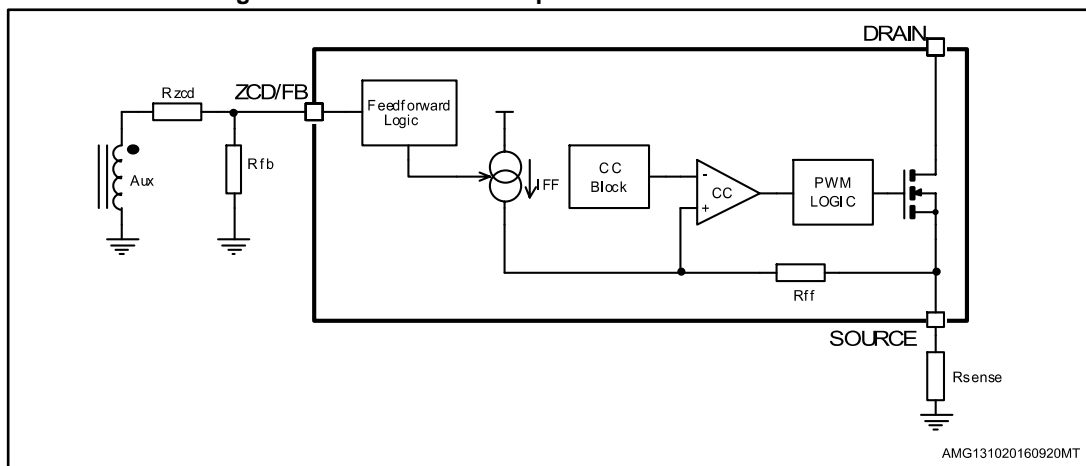 DRAIN
ZCD/FB
Rzcd
Feedforward
Logic
Rfb
Aux
IFF
CC
Block
-
+
CC
PWM
LOGIC
Rff
SOURCE
Rsense
AMG131020160920MT